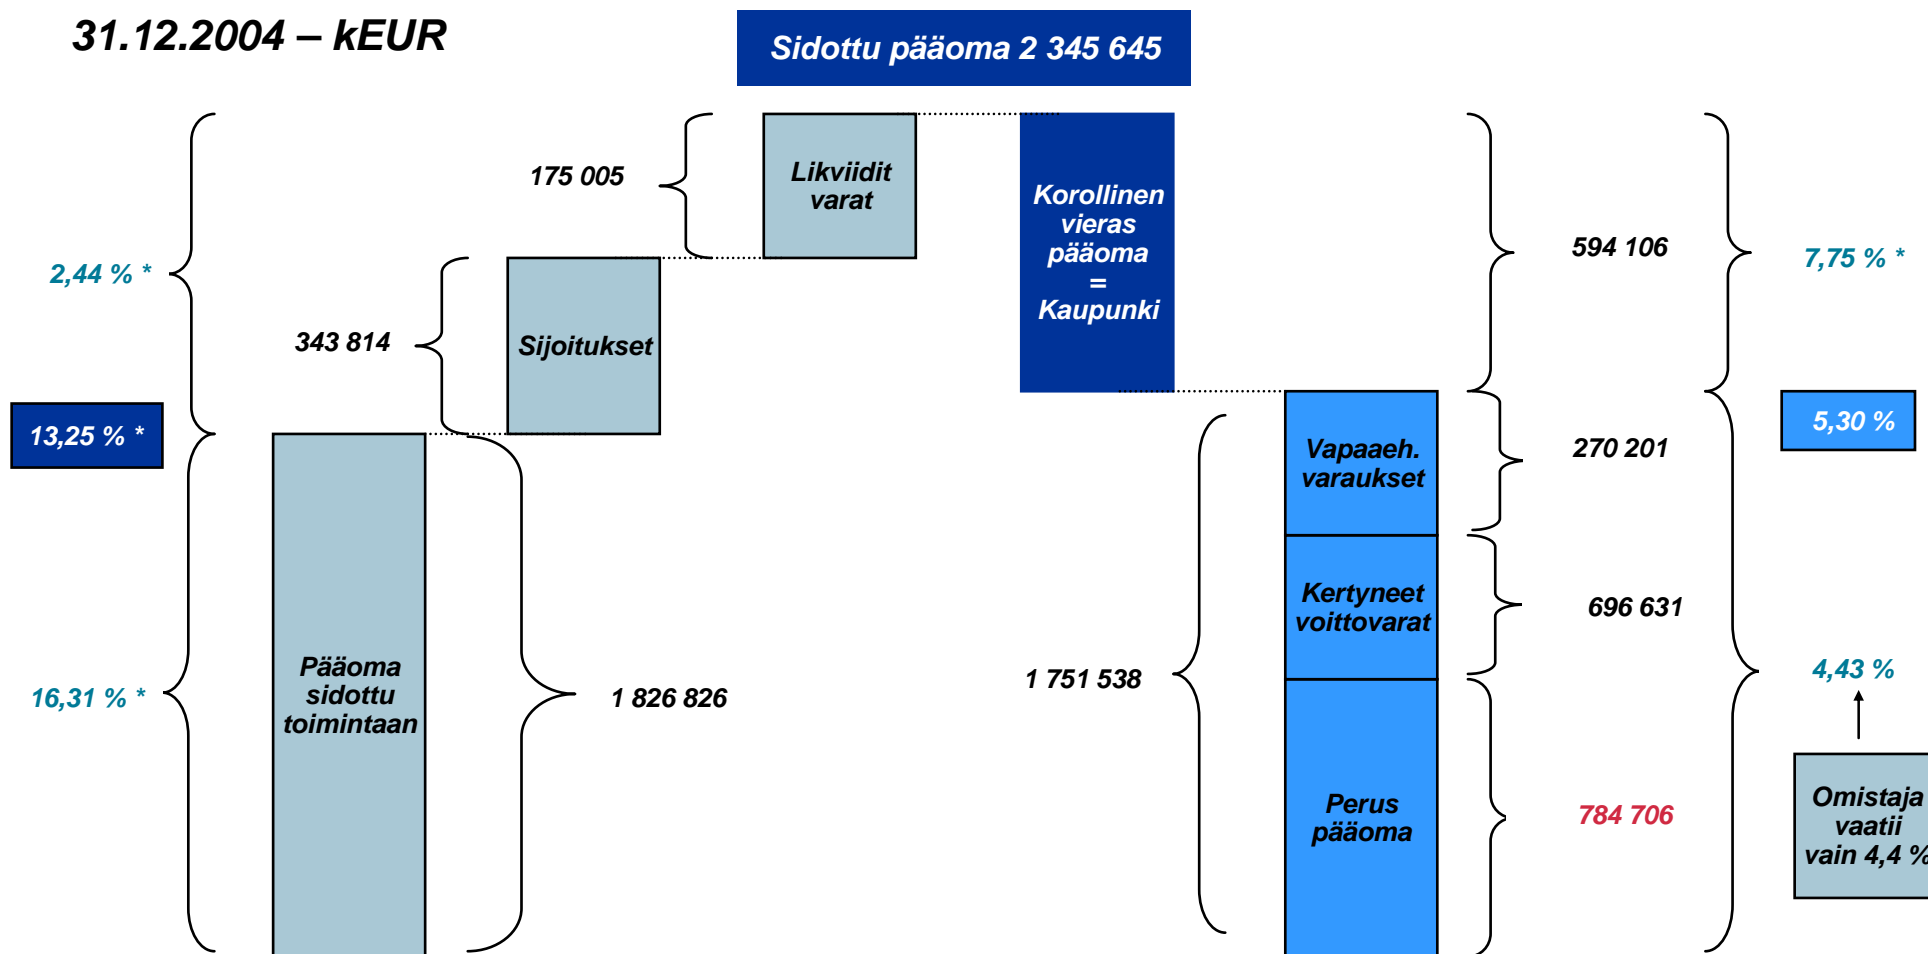 31.12.2004 – kEUR
Sidottu pääoma 2 345 645
175 005
Likviidit
varat
Korollinen
vieras
pääoma
=
Kaupunki
594 106
7,75 % *
2,44 % *
343 814
Sijoitukset
13,25 % *
Vapaaeh.
varaukset
270 201
5,30 %
Kertyneet
voittovarat
696 631
Pääoma
sidottu
toimintaan
16,31 % *
1 826 826
1 751 538
4,43 %
Perus
pääoma
784 706
Omistaja
vaatii
vain 4,4 %